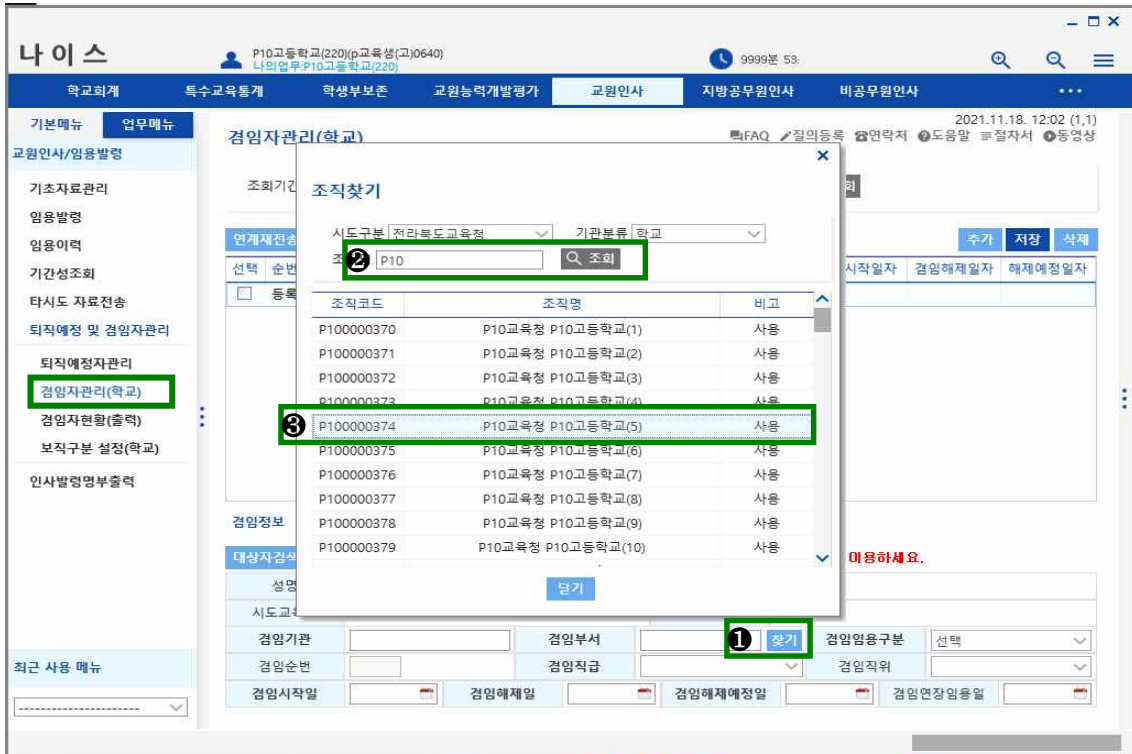 나이스
P10고등학교(220)(p교육생(고)0640)
나의업무:P10고등학교(220)
9999분 53:
학교회계 특수교육통계 학생부보존 교원능력개발평가 교원인사 지방공무원인사 비공무원인사 ...
기본메뉴 업무메뉴
2021.11.18. 12:02 (1,1)
겸임자관리(학교)
FAQ 질의등록 연락저 도움말 절차서 동영상
교원인사/임용발령
기초자료관리
임용발령
임용이력
기간성조회
타시도 자료전송
퇴직예정 및 겸임자관리
퇴직예정자관리
겸임자관리(학교)
겸임자현황(출력)
보직구분 설정(학교)
인사발령명부출력
최근 사용 메뉴
----------------------
조회기간
연계재전송
추가 저장 삭제
선택 순번
시작일자 겸임해제일자 해제예정일자
등록
조직찾기
시도구분 전라북도교육청 기관분류 학교
❷ P10 조회
조직코드 조직명 비고
P100000370 P10교육청 P10고등학교(1) 사용
P100000371 P10교육청 P10고등학교(2) 사용
P100000372 P10교육청 P10고등학교(3) 사용
P100000373 P10교육청 P10고등학교(4) 사용
❸ P100000374 P10교육청 P10고등학교(5) 사용
P100000375 P10교육청 P10고등학교(6) 사용
P100000376 P10교육청 P10고등학교(7) 사용
P100000377 P10교육청 P10고등학교(8) 사용
P100000378 P10교육청 P10고등학교(9) 사용
P100000379 P10교육청 P10고등학교(10) 사용
닫기
겸임정보
대상자검색
이용하세요.
성명
시도교
겸임기관 겸임부서 ❶ 찾기 겸임임용구분 선택
겸임순번 겸임직급 겸임직위
겸임시작일 겸임해제일 겸임해제예정일 겸임연장임용일